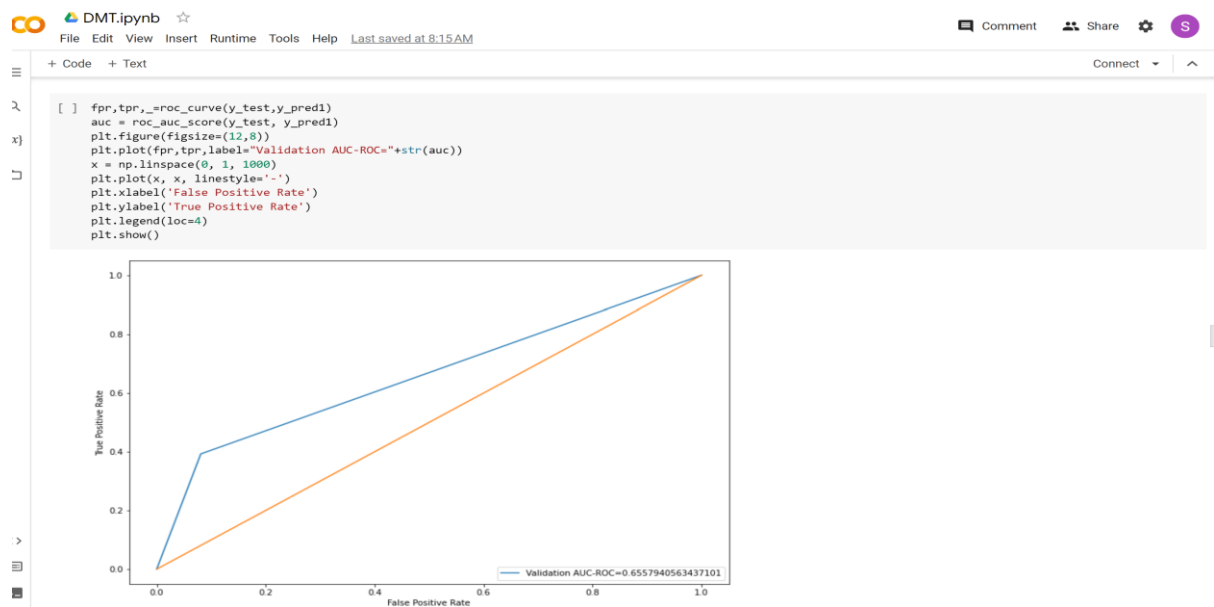 CO DMT.ipynb
Comment Share S
File Edit View Insert Runtime Tools Help Last saved at 8:15 AM
+ Code + Text Connect
[ ] fpr,tpr,_=roc_curve(y_test,y_pred1)
auc = roc_auc_score(y_test, y_pred1)
plt.figure(figsize=(12,8))
plt.plot(fpr,tpr,label="Validation AUC-ROC="+str(auc))
x = np.linspace(0, 1, 1000)
plt.plot(x, x, linestyle='-')
plt.xlabel('False Positive Rate')
plt.ylabel('True Positive Rate')
plt.legend(loc=4)
plt.show()
x}
1.0
0.8
0.6
True Positive Rate
0.4
0.2
0.0
Validation AUC-ROC=0.6557940563437101
0.0 0.2 0.4 0.6 0.8 1.0
False Positive Rate